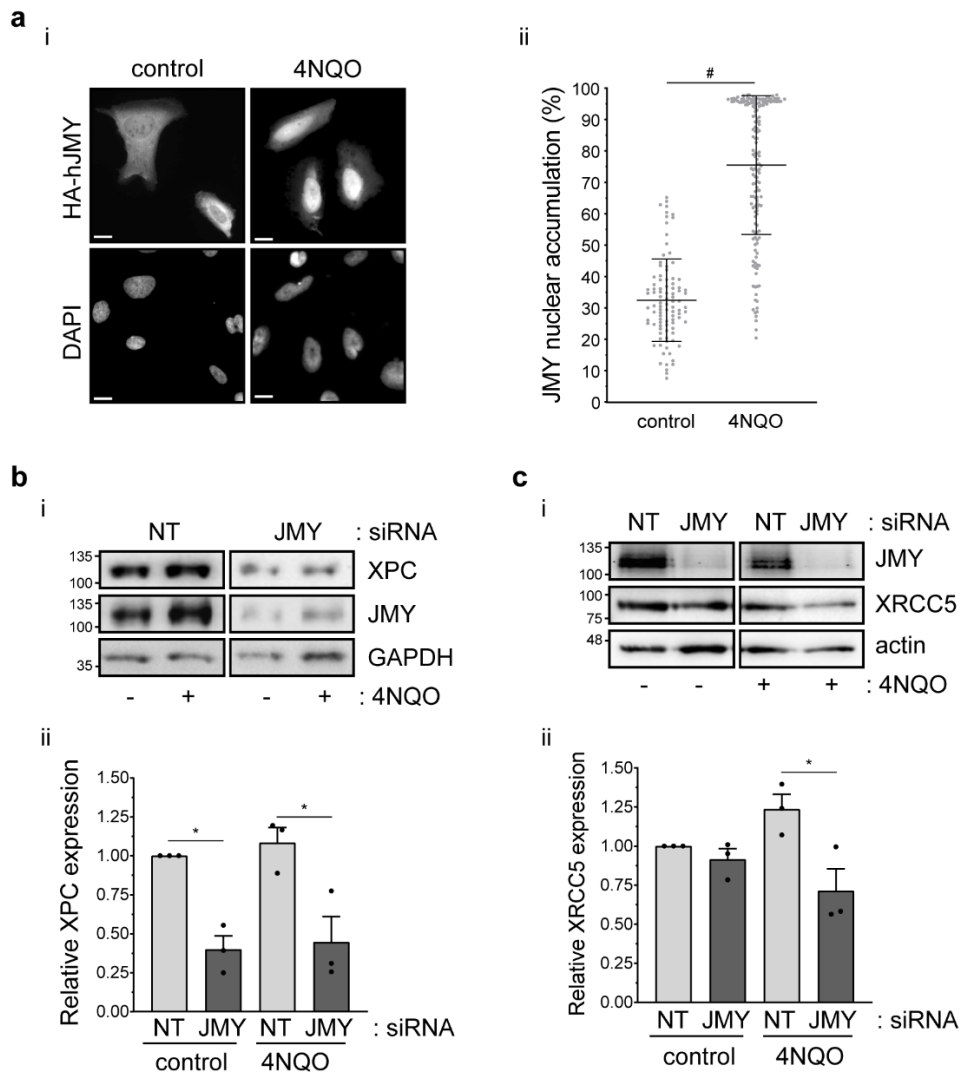 a
i
control 4NQO
HA-hJMY
DAPI
ii
#
JMY nuclear accumulation (%)
100
90
80
70
60
50
40
30
20
10
0
control 4NQO
b
i
NT JMY : siRNA
135
100
XPC
135
100
JMY
35
GAPDH
- + - + : 4NQO
ii
Relative XPC expression
1.50
1.25
1.00
0.75
0.50
0.25
0.00
* *
NT JMY NT JMY : siRNA
control 4NQO
c
i
NT JMY NT JMY : siRNA
135
100
JMY
100
75
XRCC5
48
actin
- - + + : 4NQO
ii
Relative XRCC5 expression
1.50
1.25
1.00
0.75
0.50
0.25
0.00
*
NT JMY NT JMY : siRNA
control 4NQO